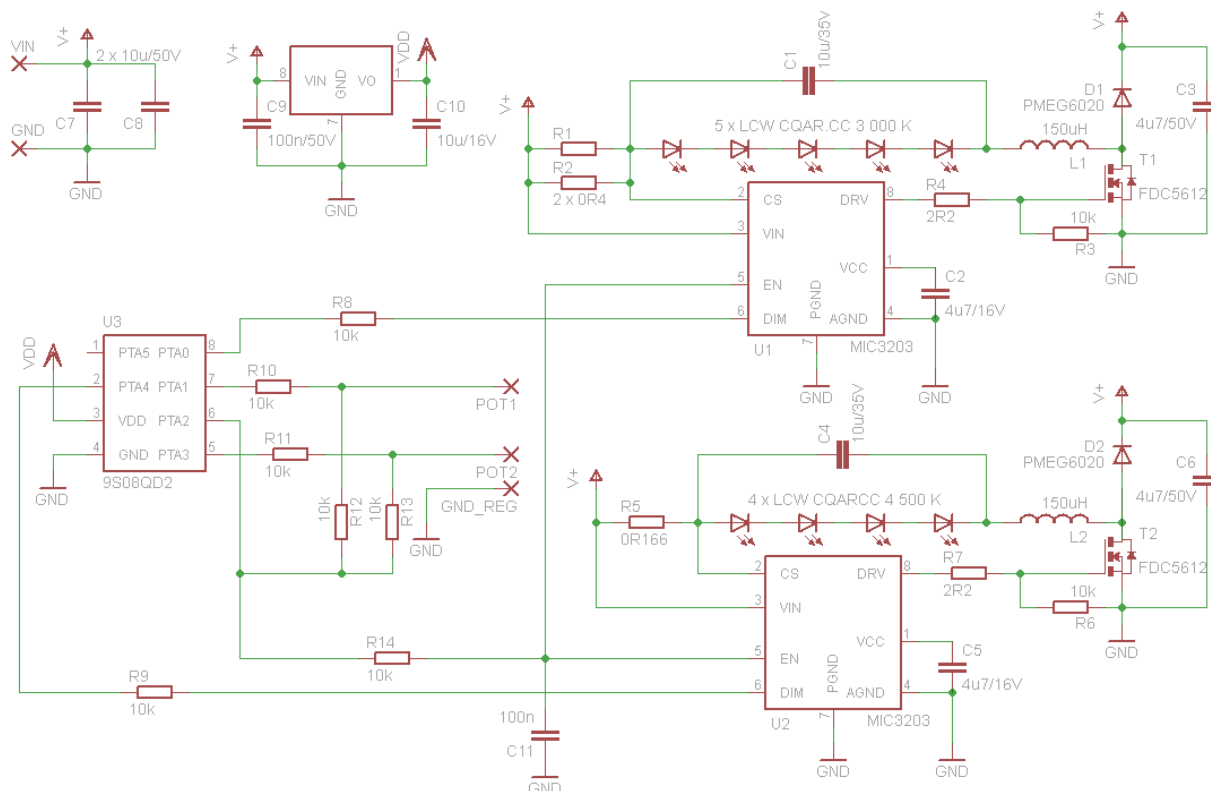 VIN
V+
2 x 10u/50V
C7
C8
GND
GND
V+
8
VIN
GND
VO
1
VDD
7
C9
100n/50V
C10
10u/16V
GND
C1
10u/35V
V+
R1
R2
2 x 0R4
5 x LCW CQAR.CC 3 000 K
150uH
L1
V+
D1
PMEG6020
C3
4u7/50V
T1
FDC5612
R4
2R2
10k
R3
GND
2
CS
DRV
8
3
VIN
VCC
1
5
EN
PGND
6
DIM
AGND
4
7
U1
MIC3203
C2
4u7/16V
GND
GND
U3
VDD
1
PTA5
PTA0
8
2
PTA4
PTA1
7
3
VDD
PTA2
6
4
GND
PTA3
5
9S08QD2
GND
R8
10k
R10
10k
R11
10k
POT1
POT2
GND_REG
GND
10k
R12
10k
R13
C4
10u/35V
V+
R5
0R166
4 x LCW CQARCC 4 500 K
150uH
L2
V+
D2
PMEG6020
C6
4u7/50V
T2
FDC5612
R7
2R2
10k
R6
GND
2
CS
DRV
8
3
VIN
VCC
1
5
EN
PGND
6
DIM
AGND
4
7
U2
MIC3203
C5
4u7/16V
GND
GND
R14
10k
R9
10k
100n
C11
GND